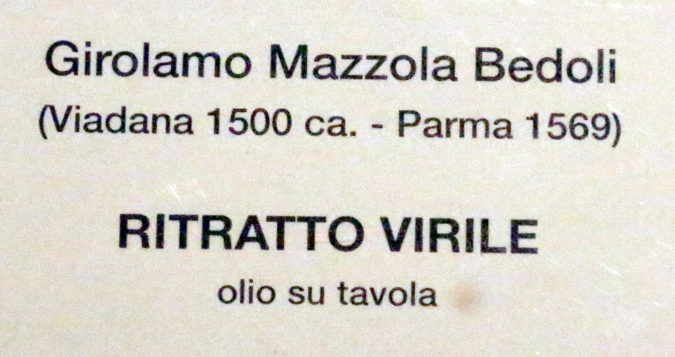 Girolamo Mazzola Bedoli
(Viadana 1500 ca. - Parma 1569)
RITRATTO VIRILE
olio su tavola